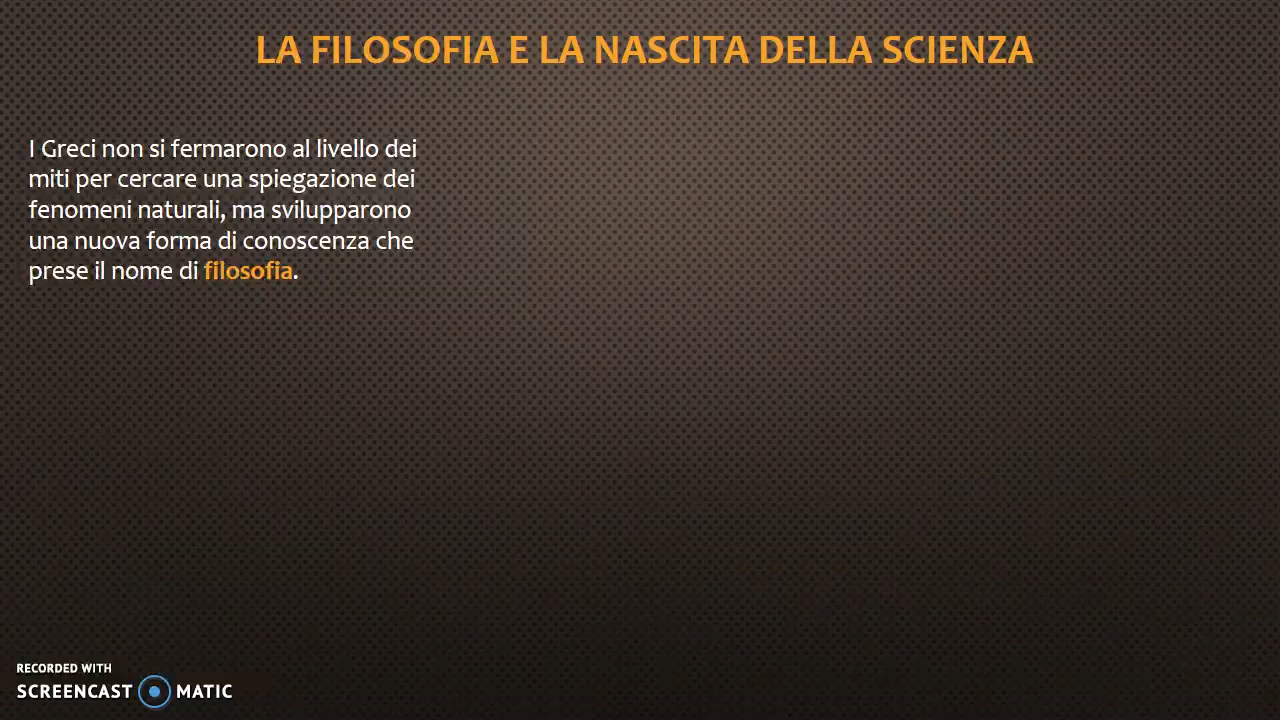 LA FILOSOFIA E LA NASCITA DELLA SCIENZA
I Greci non si fermarono al livello dei
miti per cercare una spiegazione dei
fenomeni naturali, ma svilupparono
una nuova forma di conoscenza che
prese il nome di filosofia.
RECORDED WITH
SCREENCAST MATIC